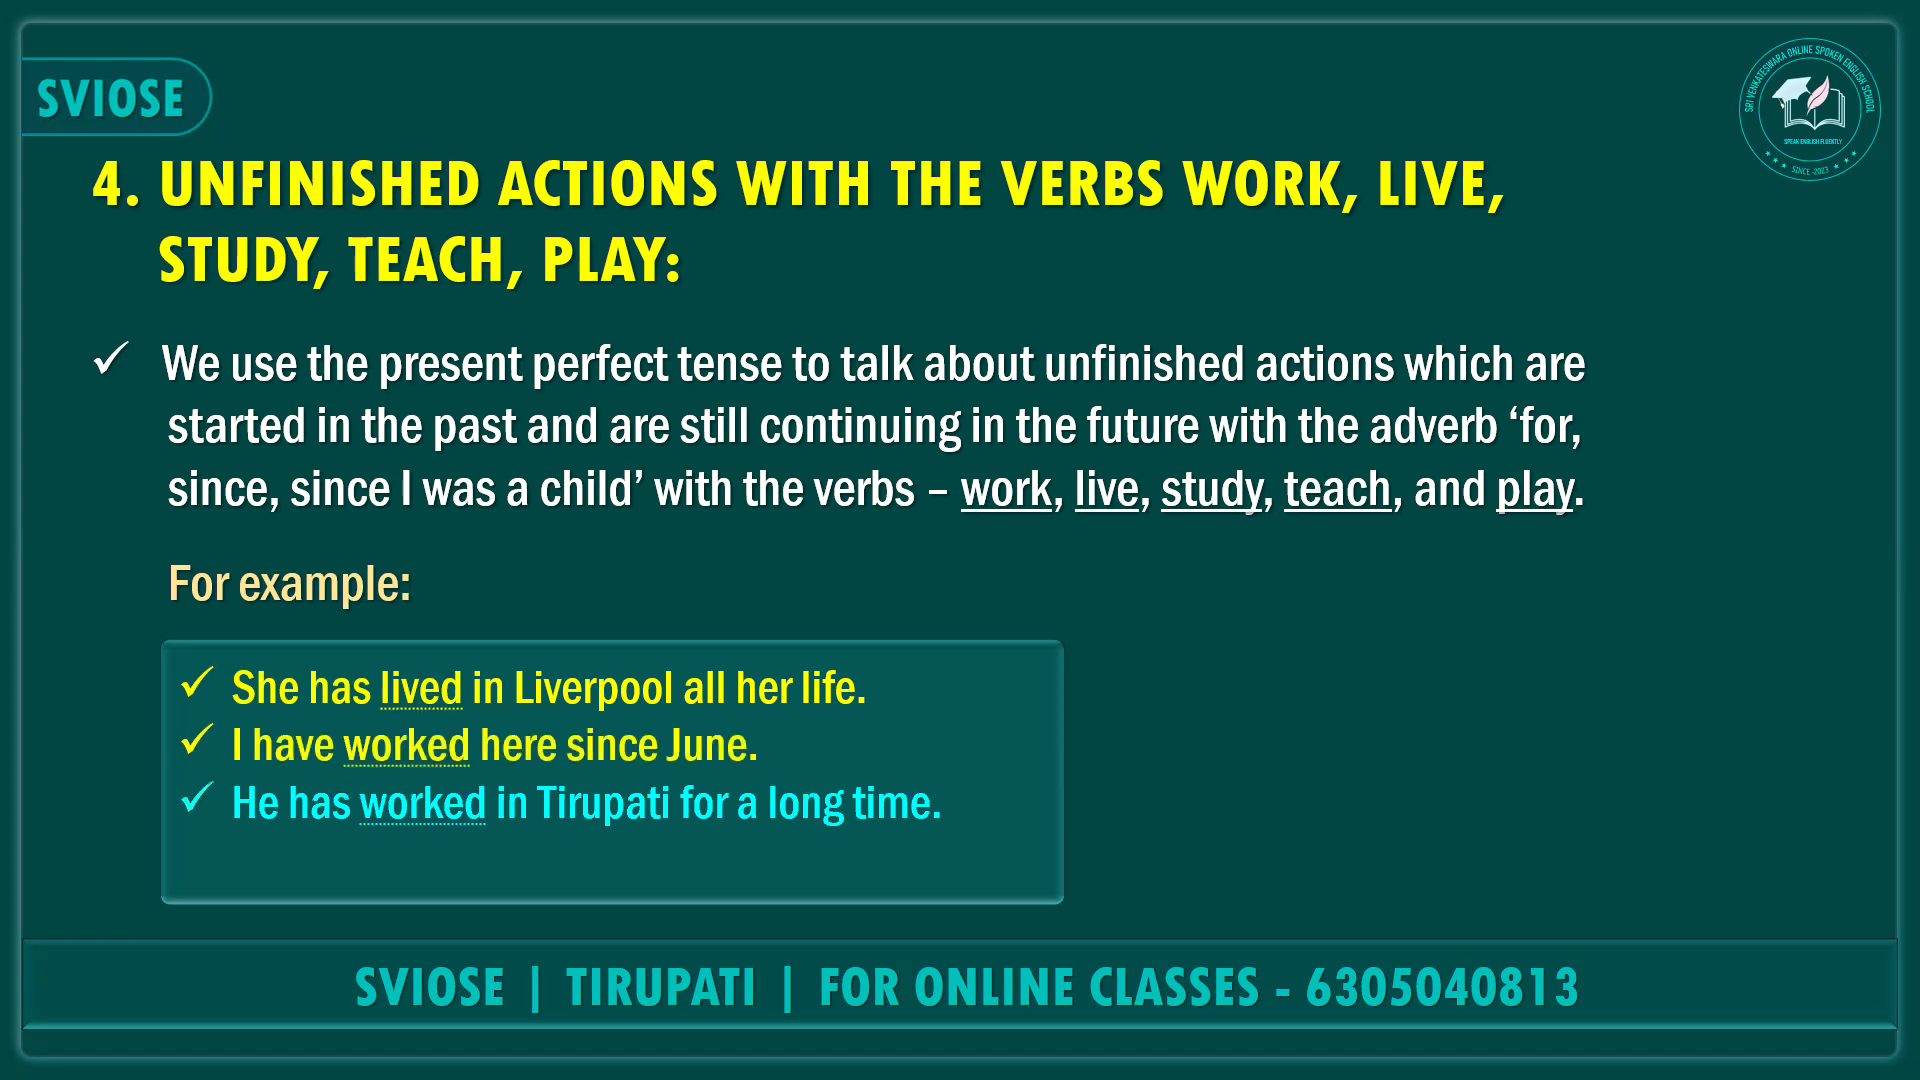 SVIOSE
SRI VENKATESWARA ONLINE SPOKEN ENGLISH SCHOOL
SPEAK ENGLISH FLUENTLY
SINCE -2023
4. UNFINISHED ACTIONS WITH THE VERBS WORK, LIVE,
STUDY, TEACH, PLAY:
✓ We use the present perfect tense to talk about unfinished actions which are
started in the past and are still continuing in the future with the adverb ‘for,
since, since I was a child’ with the verbs – work, live, study, teach, and play.
For example:
✓ She has lived in Liverpool all her life.
✓ I have worked here since June.
✓ He has worked in Tirupati for a long time.
SVIOSE | TIRUPATI | FOR ONLINE CLASSES - 6305040813